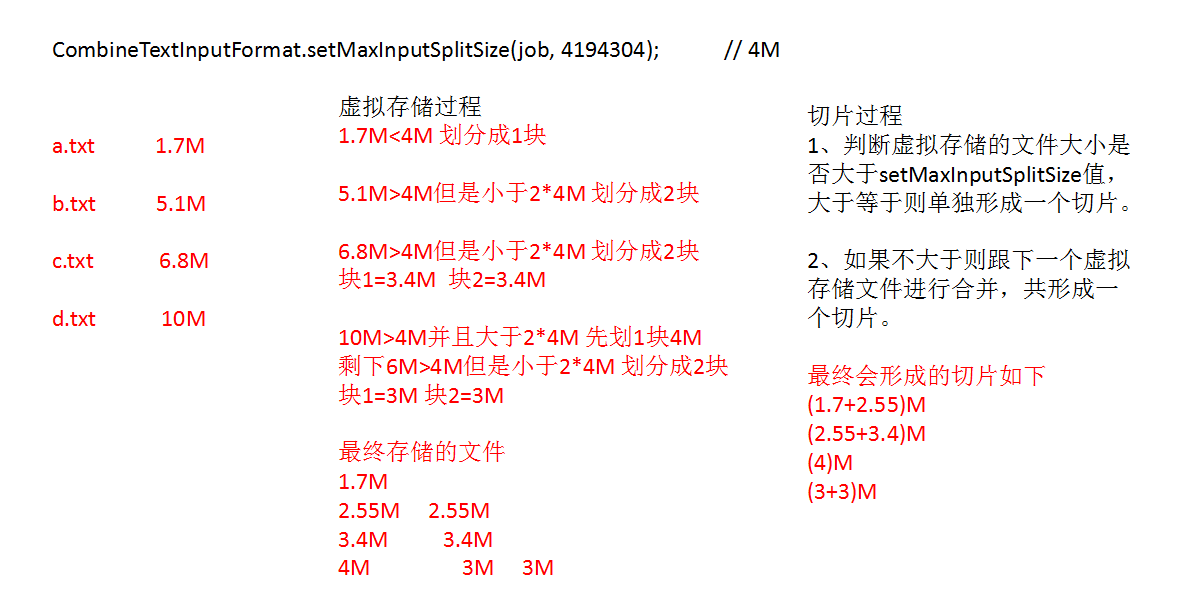 CombineTextInputFormat.setMaxInputSplitSize(job, 4194304); // 4M
a.txt 1.7M
b.txt 5.1M
c.txt 6.8M
d.txt 10M
虚拟存储过程
1.7M<4M 划分成1块
5.1M>4M但是小于2*4M 划分成2块
6.8M>4M但是小于2*4M 划分成2块
块1=3.4M 块2=3.4M
10M>4M并且大于2*4M 先划1块4M
剩下6M>4M但是小于2*4M 划分成2块
块1=3M 块2=3M
最终存储的文件
1.7M
2.55M 2.55M
3.4M 3.4M
4M 3M 3M
切片过程
1、判断虚拟存储的文件大小是
否大于setMaxInputSplitSize值，
大于等于则单独形成一个切片。
2、如果不大于则跟下一个虚拟
存储文件进行合并，共形成一
个切片。
最终会形成的切片如下
(1.7+2.55)M
(2.55+3.4)M
(4)M
(3+3)M